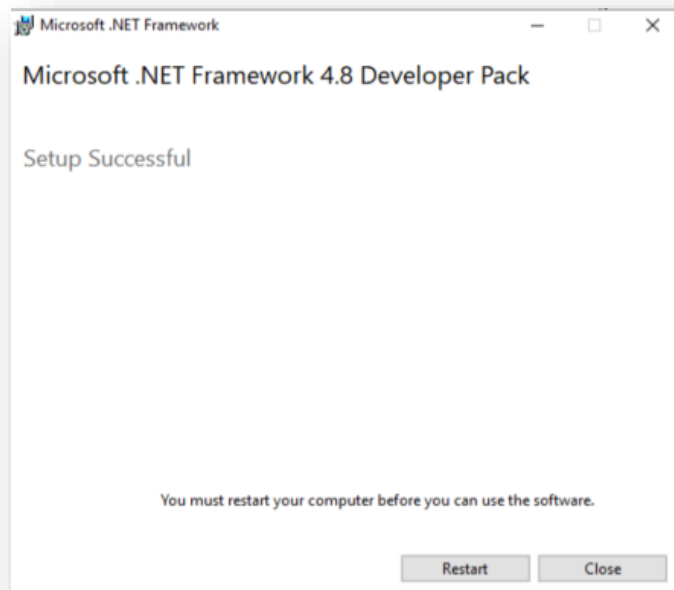 Microsoft .NET Framework
Microsoft .NET Framework 4.8 Developer Pack
Setup Successful
You must restart your computer before you can use the software.
Restart
Close